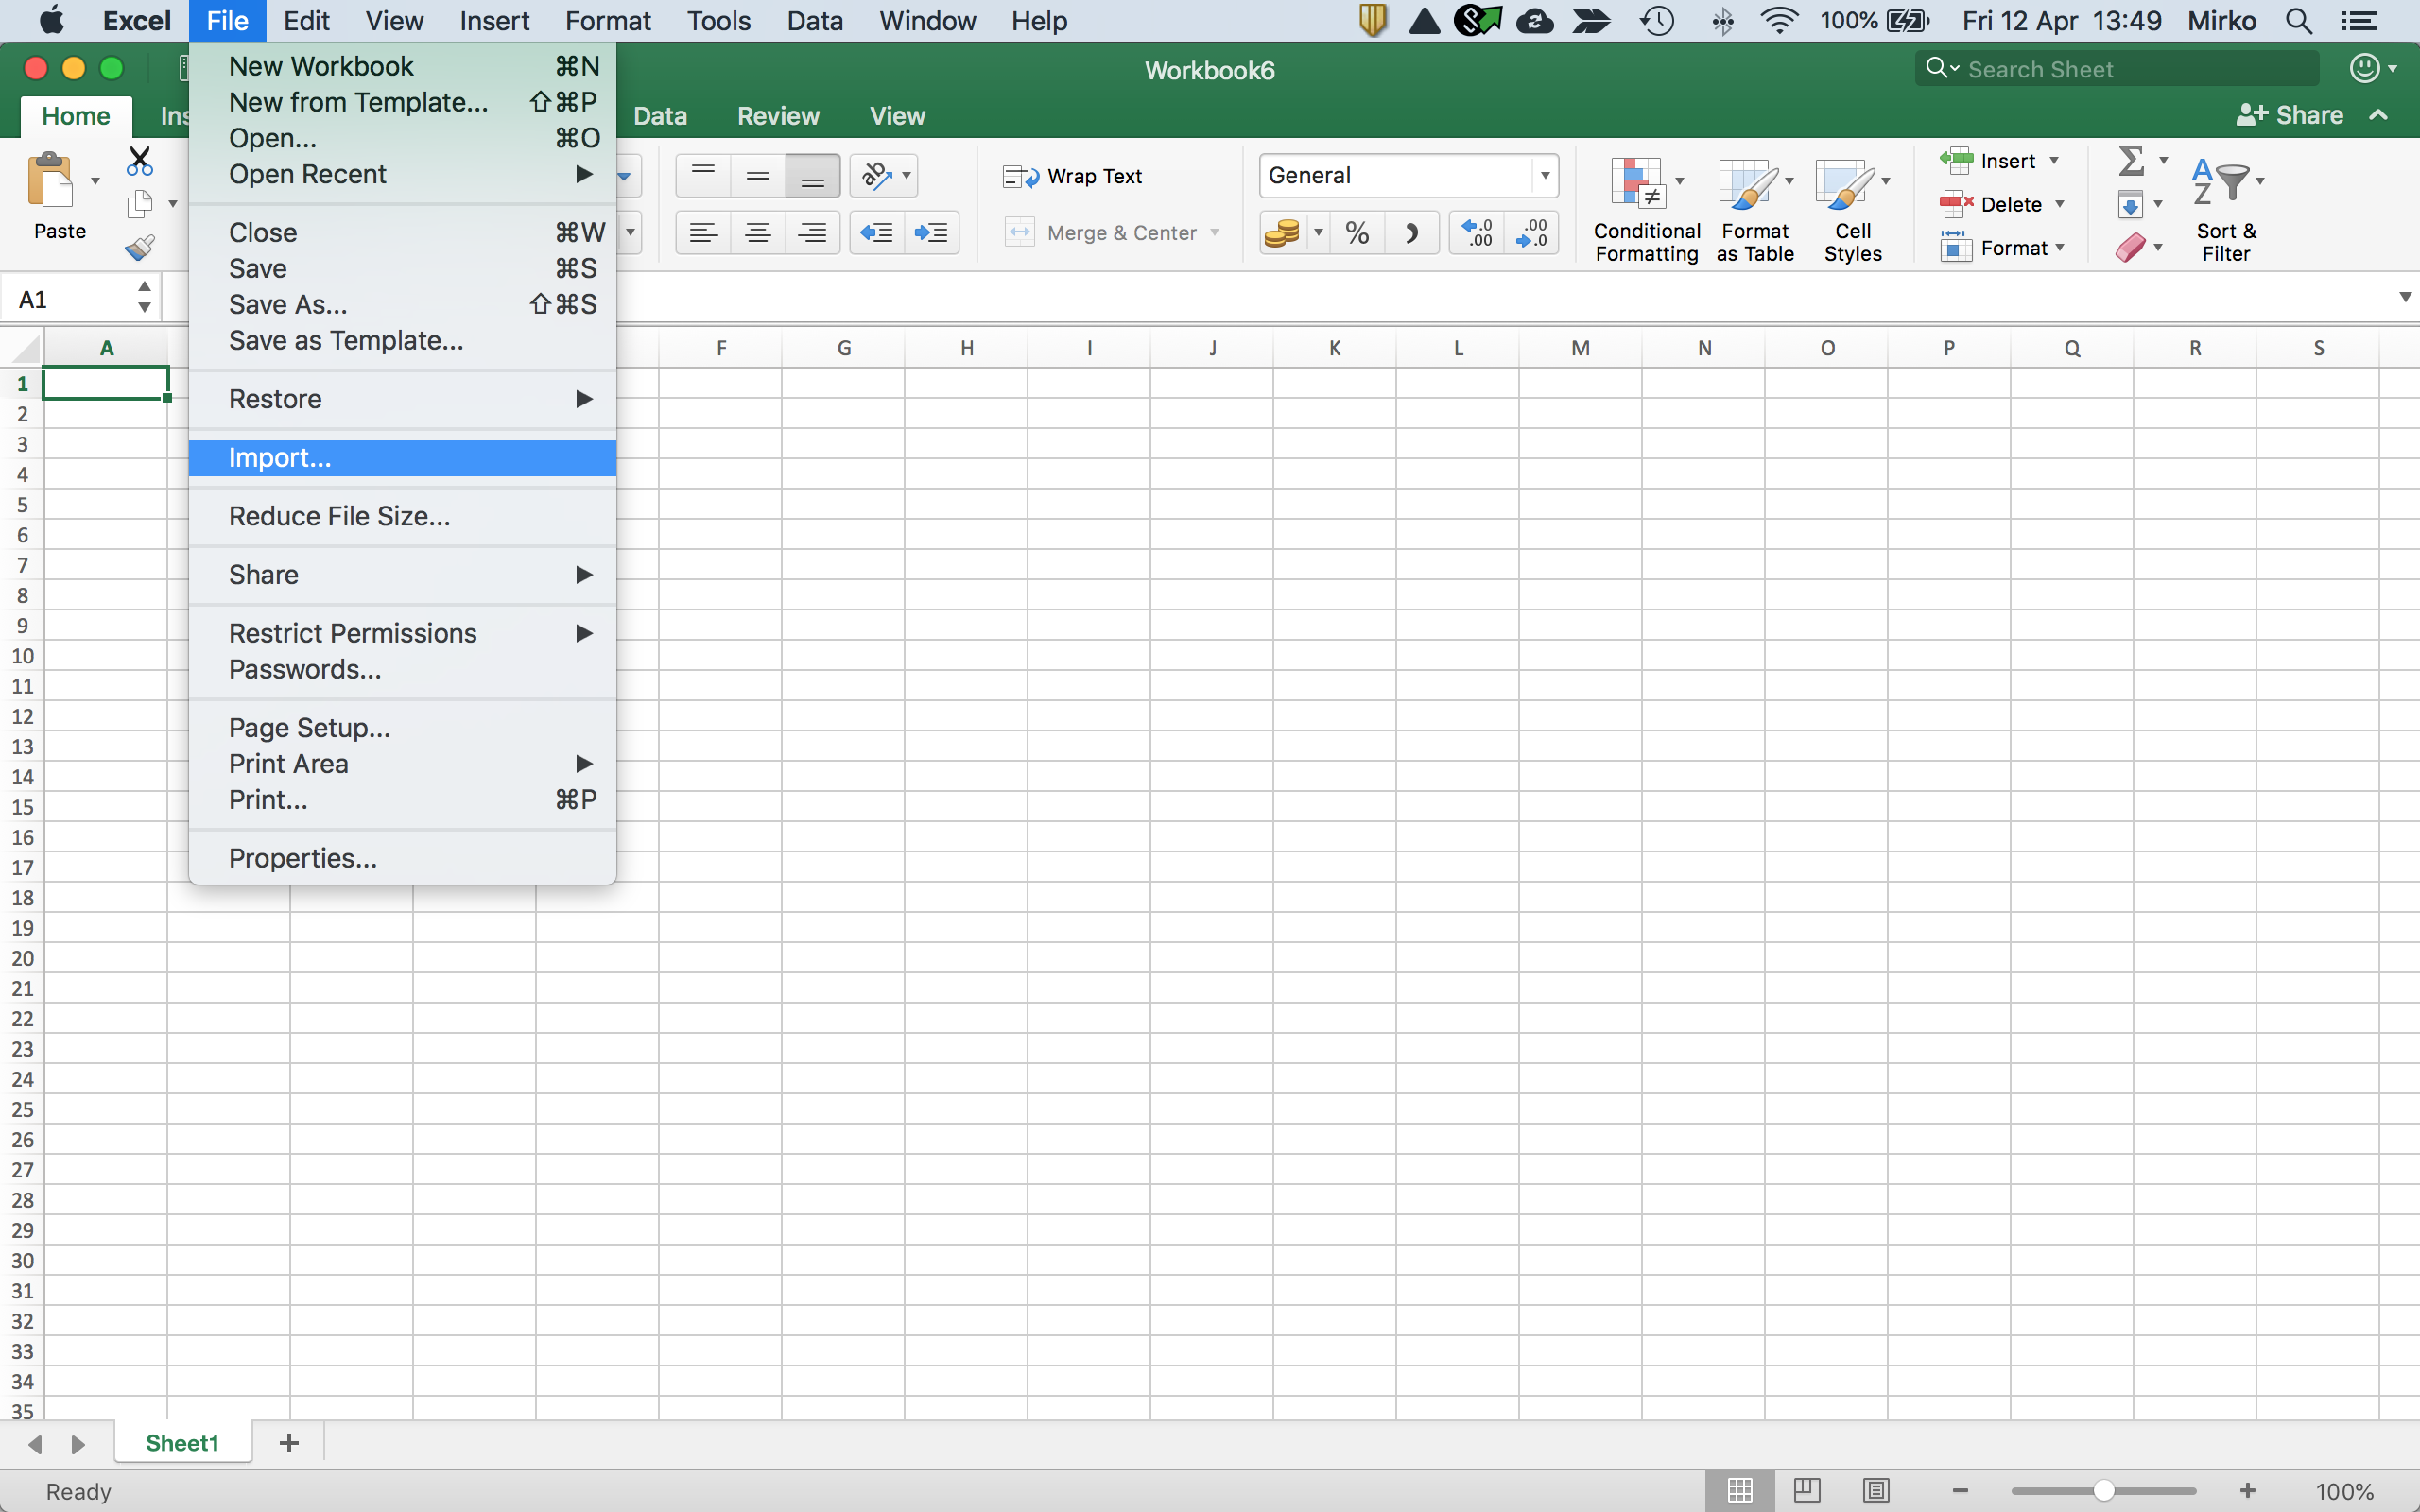 Excel File Edit View Insert Format Tools Data Window Help 100% Fri 12 Apr 13:49 Mirko
Workbook6 Search Sheet
Home Ins Data Review View Share
New Workbook ⌘N
New from Template... ⇧⌘P
Open... ⌘O
Open Recent
Close ⌘W
Save ⌘S
Save As... ⇧⌘S
Save as Template...
Restore
Import...
Reduce File Size...
Share
Restrict Permissions
Passwords...
Page Setup...
Print Area
Print... ⌘P
Properties...
Paste
ab
Wrap Text
Merge & Center
General
%
.0
.00
.00
.0
Conditional
Formatting
Format
as Table
Cell
Styles
Insert
Delete
Format
Σ
A
Z
Sort &
Filter
A1
A F G H I J K L M N O P Q R S
1
2
3
4
5
6
7
8
9
10
11
12
13
14
15
16
17
18
19
20
21
22
23
24
25
26
27
28
29
30
31
32
33
34
35
Sheet1 +
Ready 100%